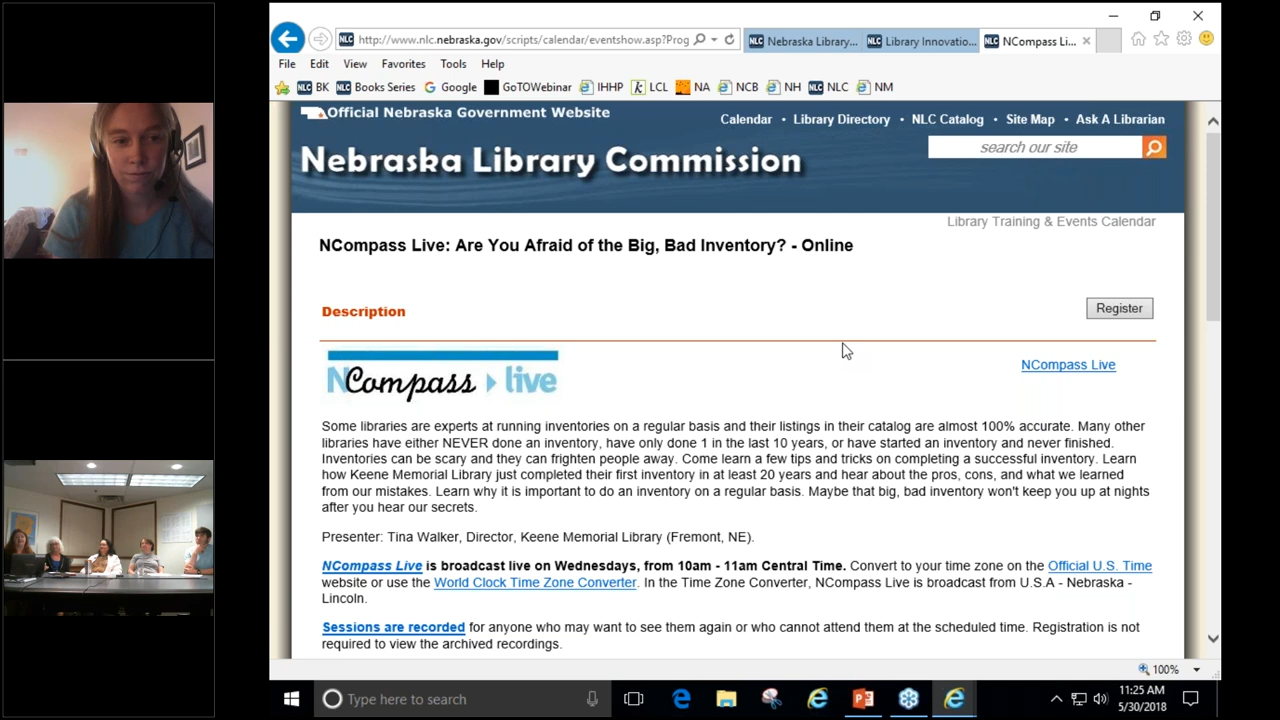 http://www.nlc.nebraska.gov/scripts/calendar/eventshow.asp?Prog
Nebraska Library...
Library Innovatio...
NCompass Li...
File Edit View Favorites Tools Help
BK Books Series Google GoTOWebinar IHHP LCL NA NCB NH NLC NM
Official Nebraska Government Website
Calendar • Library Directory • NLC Catalog • Site Map • Ask A Librarian
Nebraska Library Commission
search our site
Library Training & Events Calendar
NCompass Live: Are You Afraid of the Big, Bad Inventory? - Online
Description
Register
NCompass live
NCompass Live
Some libraries are experts at running inventories on a regular basis and their listings in their catalog are almost 100% accurate. Many other
libraries have either NEVER done an inventory, have only done 1 in the last 10 years, or have started an inventory and never finished.
Inventories can be scary and they can frighten people away. Come learn a few tips and tricks on completing a successful inventory. Learn
how Keene Memorial Library just completed their first inventory in at least 20 years and hear about the pros, cons, and what we learned
from our mistakes. Learn why it is important to do an inventory on a regular basis. Maybe that big, bad inventory won't keep you up at nights
after you hear our secrets.
Presenter: Tina Walker, Director, Keene Memorial Library (Fremont, NE).
NCompass Live is broadcast live on Wednesdays, from 10am - 11am Central Time. Convert to your time zone on the Official U.S. Time
website or use the World Clock Time Zone Converter. In the Time Zone Converter, NCompass Live is broadcast from U.S.A - Nebraska -
Lincoln.
Sessions are recorded for anyone who may want to see them again or who cannot attend them at the scheduled time. Registration is not
required to view the archived recordings.
100%
Type here to search
11:25 AM
5/30/2018